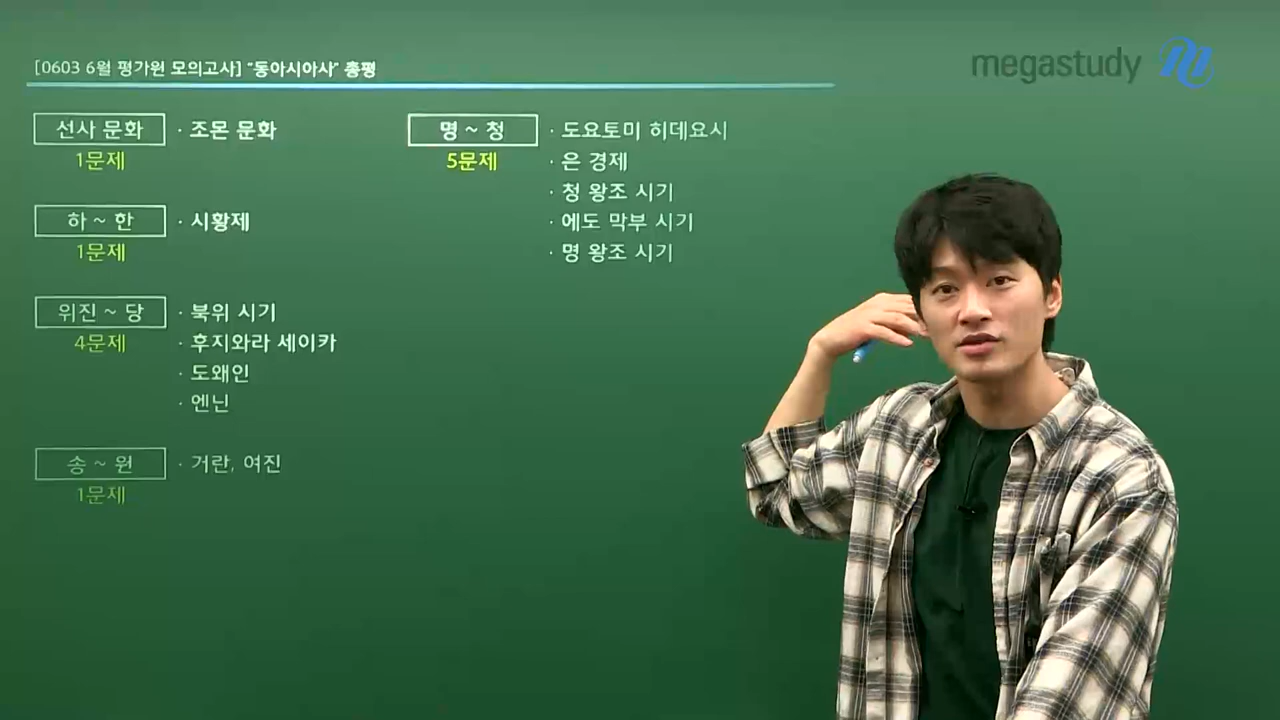 [0603 6월 평가원 모의고사] "동아시아사" 총평
megastudy
선사 문화
1문제
· 조몬 문화
하 ~ 한
1문제
· 시황제
위진 ~ 당
4문제
· 북위 시기
· 후지와라 세이카
· 도왜인
· 엔닌
송 ~ 원
1문제
· 거란, 여진
명 ~ 청
5문제
· 도요토미 히데요시
· 은 경제
· 청 왕조 시기
· 에도 막부 시기
· 명 왕조 시기